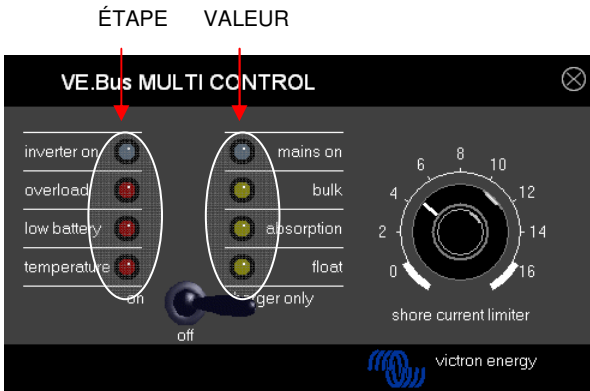 ÉTAPE VALEUR
VE.Bus MULTI CONTROL
inverter on mains on
overload bulk
low battery absorption
temperature float
on only
off
0 2 4 6 8 10 12 14 16
shore current limiter
victron energy